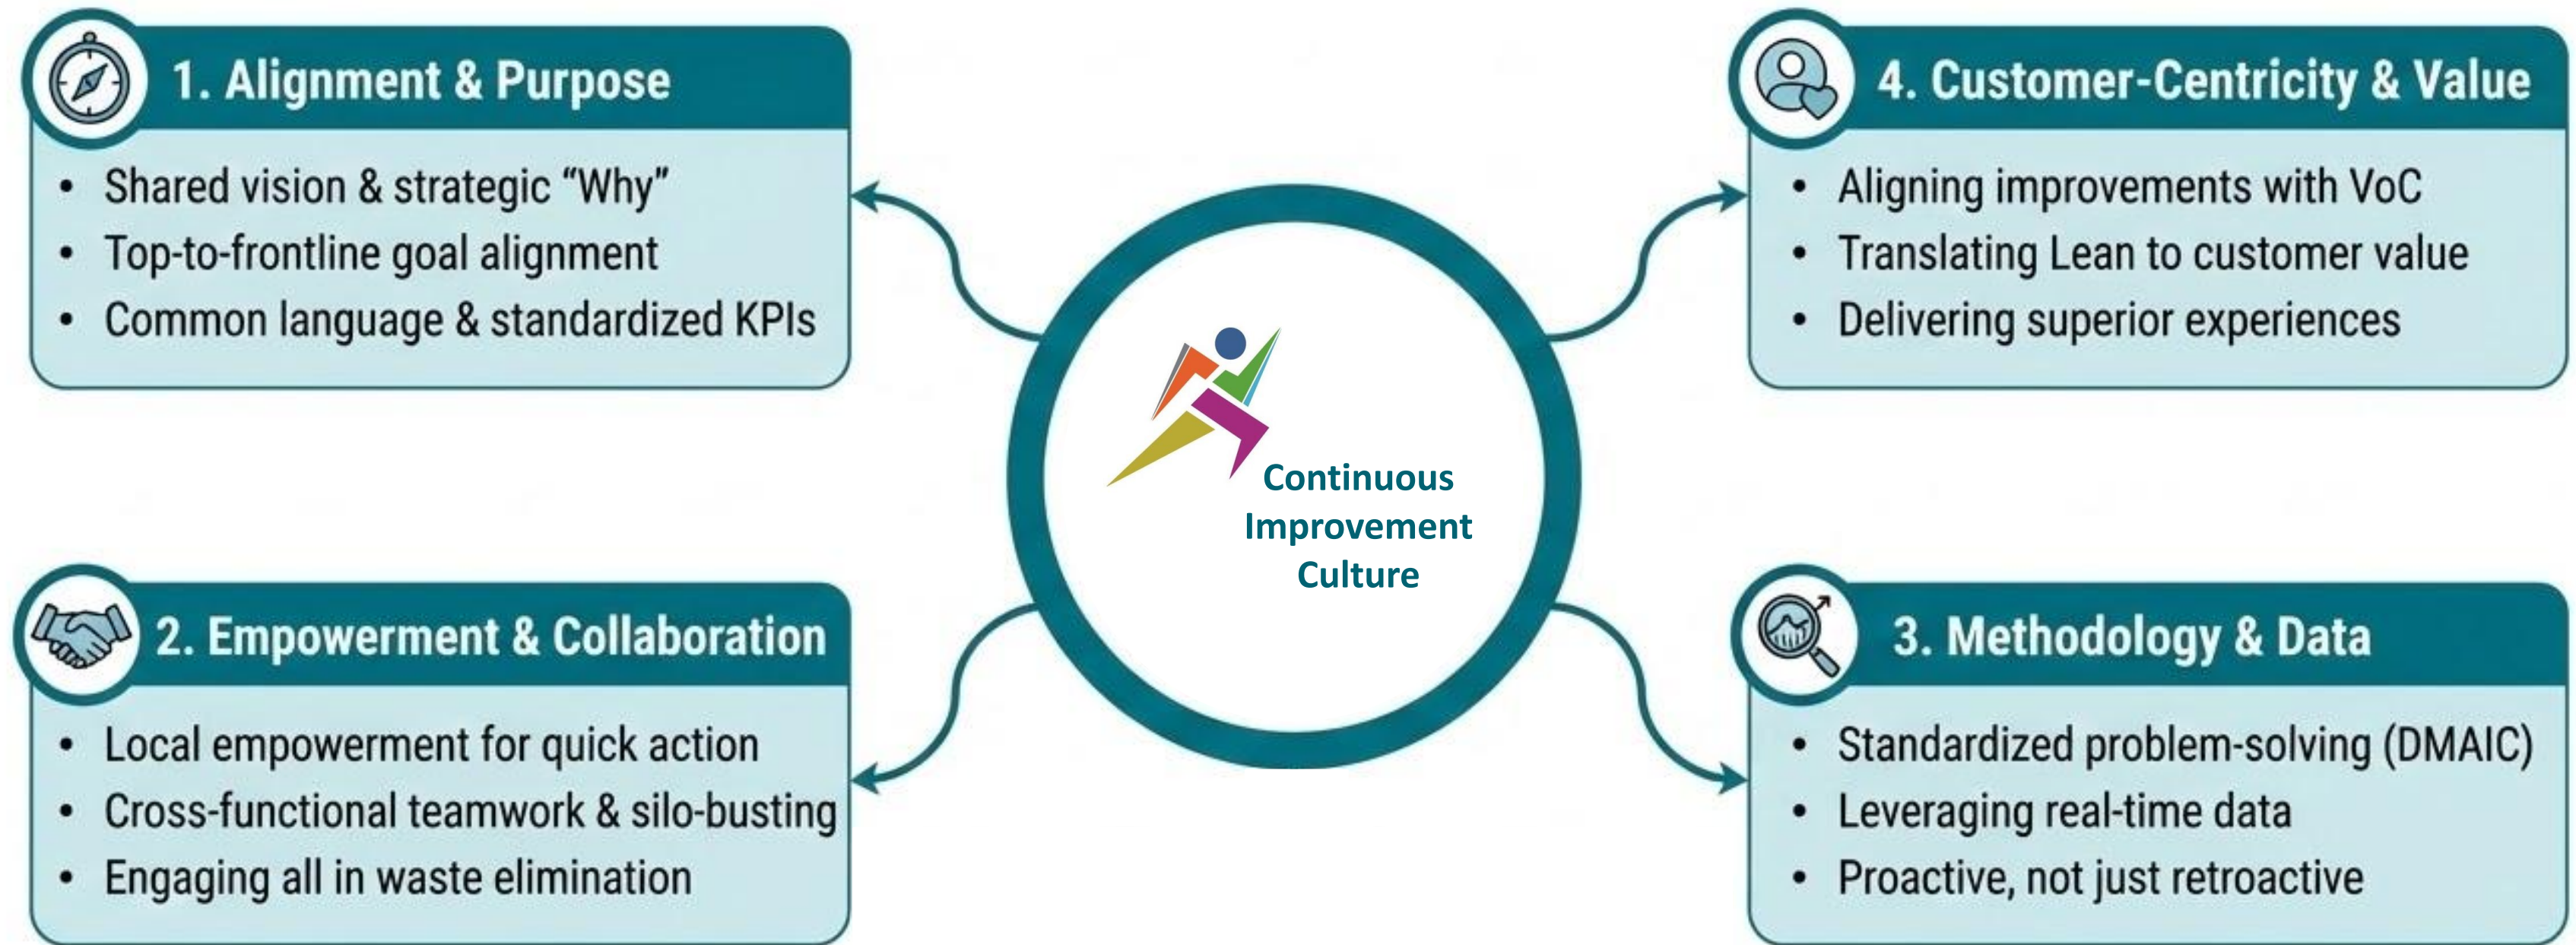 1. Alignment & Purpose
• Shared vision & strategic “Why”
• Top-to-frontline goal alignment
• Common language & standardized KPIs
2. Empowerment & Collaboration
• Local empowerment for quick action
• Cross-functional teamwork & silo-busting
• Engaging all in waste elimination
Continuous
Improvement
Culture
4. Customer-Centricity & Value
• Aligning improvements with VoC
• Translating Lean to customer value
• Delivering superior experiences
3. Methodology & Data
• Standardized problem-solving (DMAIC)
• Leveraging real-time data
• Proactive, not just retroactive